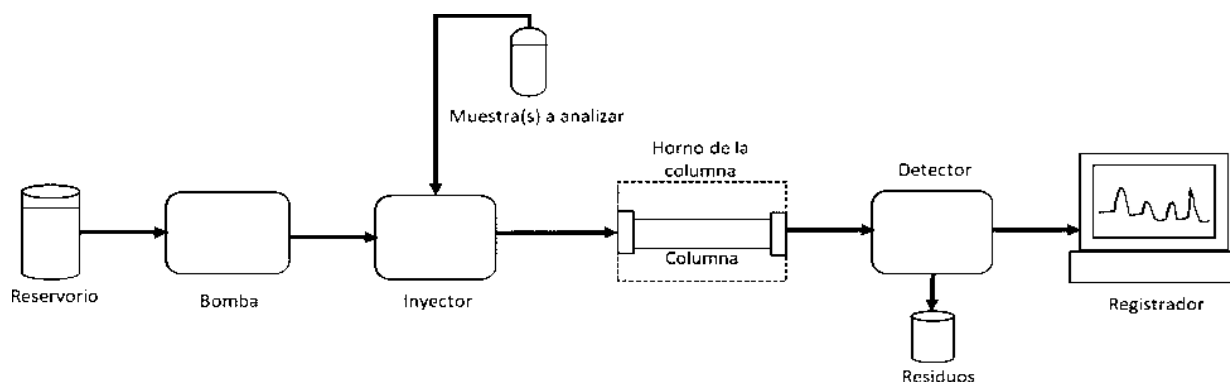 Muestra(s) a analizar
Horno de la
columna
Detector
Columna
Reservorio
Bomba
Inyector
Registrador
Residuos